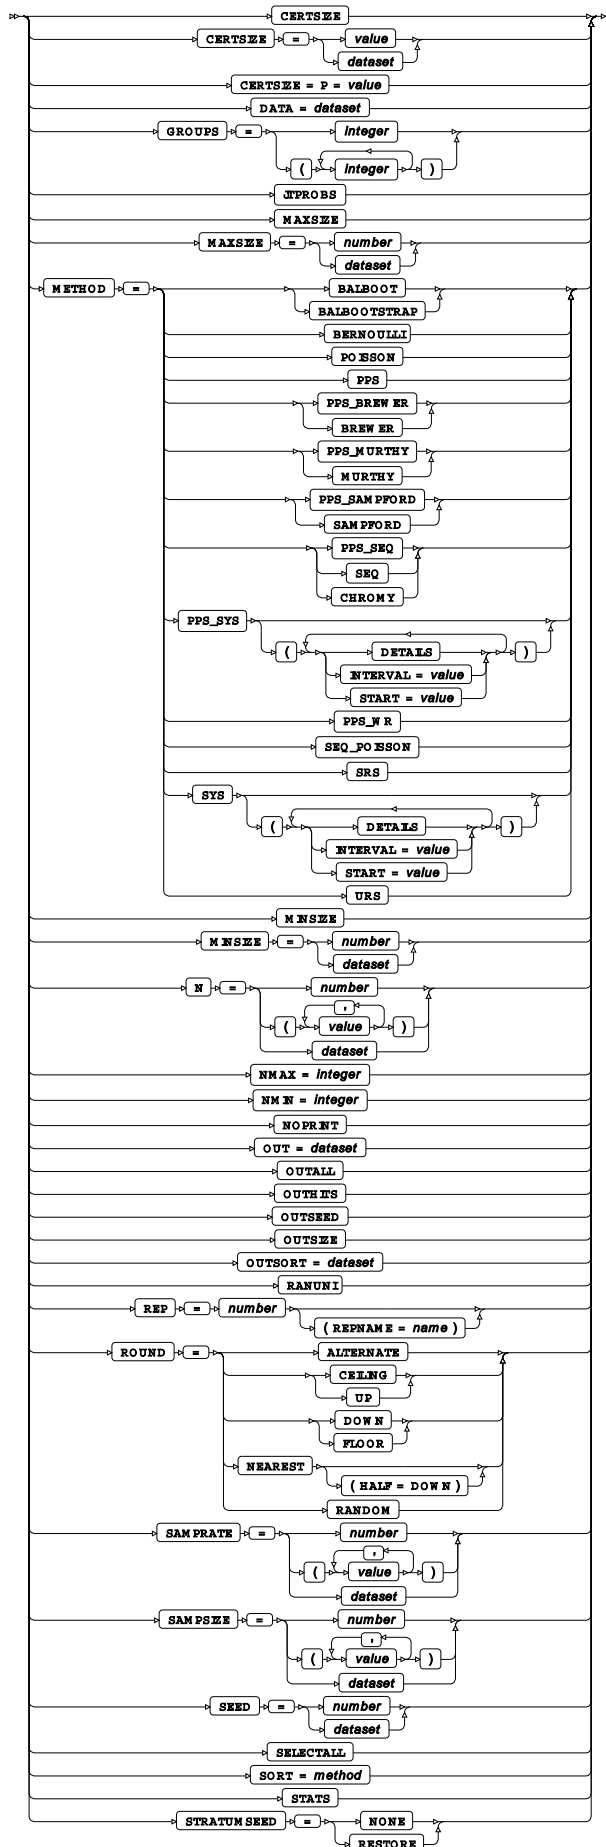 CERTSIZE
CERTSIZE = value
dataset
CERTSIZE = P = value
DATA = dataset
GROUPS = integer
( integer )
JTPROBS
MAXSIZE
MAXSIZE = number
dataset
METHOD = BALBOOT
BALBOOTSTRAP
BERNOULLI
POISSON
PPS
PPS_BREWER
BREWER
PPS_MURTHY
MURTHY
PPS_SAMPFORD
SAMPFORD
PPS_SEQ
SEQ
CHROMY
PPS_SYS
( DETAILS )
INTERVAL = value
START = value
PPS_WR
SEQ_POISSON
SRS
SYS
( DETAILS )
INTERVAL = value
START = value
URS
MINSIZE
MINSIZE = number
dataset
N = number
,
( value )
dataset
NMAX = integer
NMIN = integer
NOPRINT
OUT = dataset
OUTALL
OUTHITS
OUTSEED
OUTSIZE
OUTSORT = dataset
RANUNI
REP = number
( REPNAME = name )
ROUND = ALTERNATE
CEILING
UP
DOWN
FLOOR
NEAREST
( HALF = DOWN )
RANDOM
SAMPRATE = number
,
( value )
dataset
SAMPSIZE = number
,
( value )
dataset
SEED = number
dataset
SELECTALL
SORT = method
STATS
STRATUMSEED = NONE
RESTORE